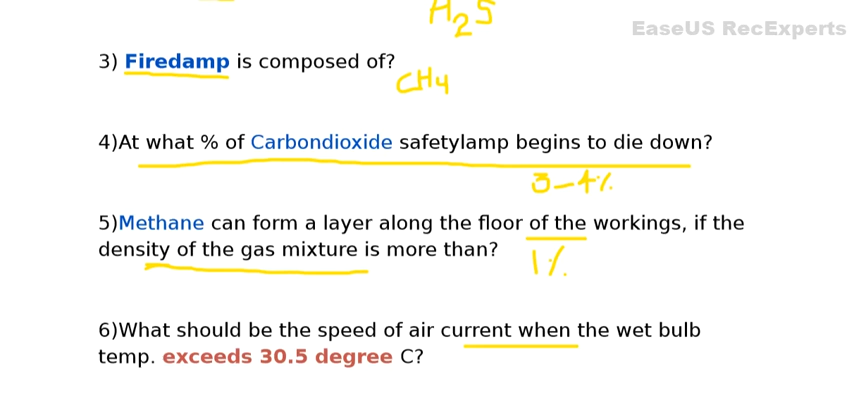 H2S
EaseUS RecExperts
3) Firedamp is composed of?
CH4
4)At what % of Carbondioxide safetylamp begins to die down?
3-4%
5)Methane can form a layer along the floor of the workings, if the
density of the gas mixture is more than?
1%
6)What should be the speed of air current when the wet bulb
temp. exceeds 30.5 degree C?